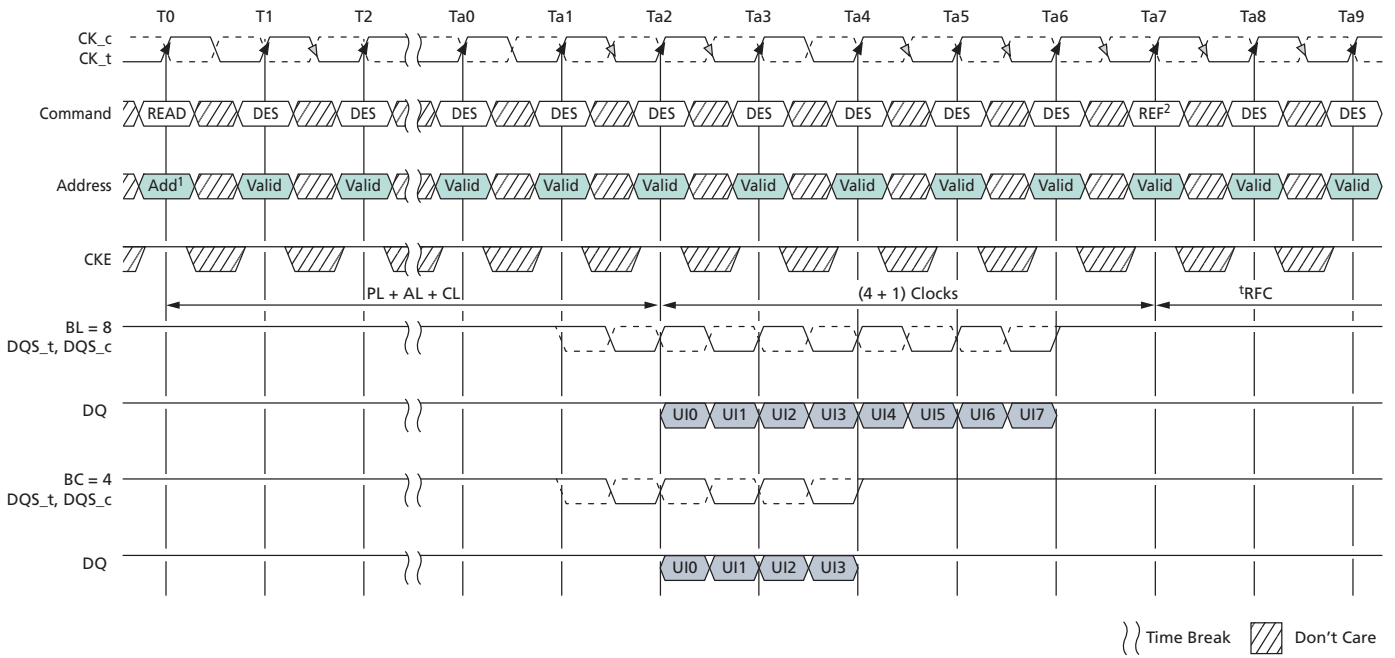 T0 T1 T2 Ta0 Ta1 Ta2 Ta3 Ta4 Ta5 Ta6 Ta7 Ta8 Ta9
CK_c
CK_t
Command READ DES DES DES DES DES DES DES DES DES REF² DES DES
Address Add¹ Valid Valid Valid Valid Valid Valid Valid Valid Valid Valid Valid Valid
CKE
PL + AL + CL (4 + 1) Clocks ᵗRFC
BL = 8
DQS_t, DQS_c
DQ UI0 UI1 UI2 UI3 UI4 UI5 UI6 UI7
BC = 4
DQS_t, DQS_c
DQ UI0 UI1 UI2 UI3
Time Break Don't Care